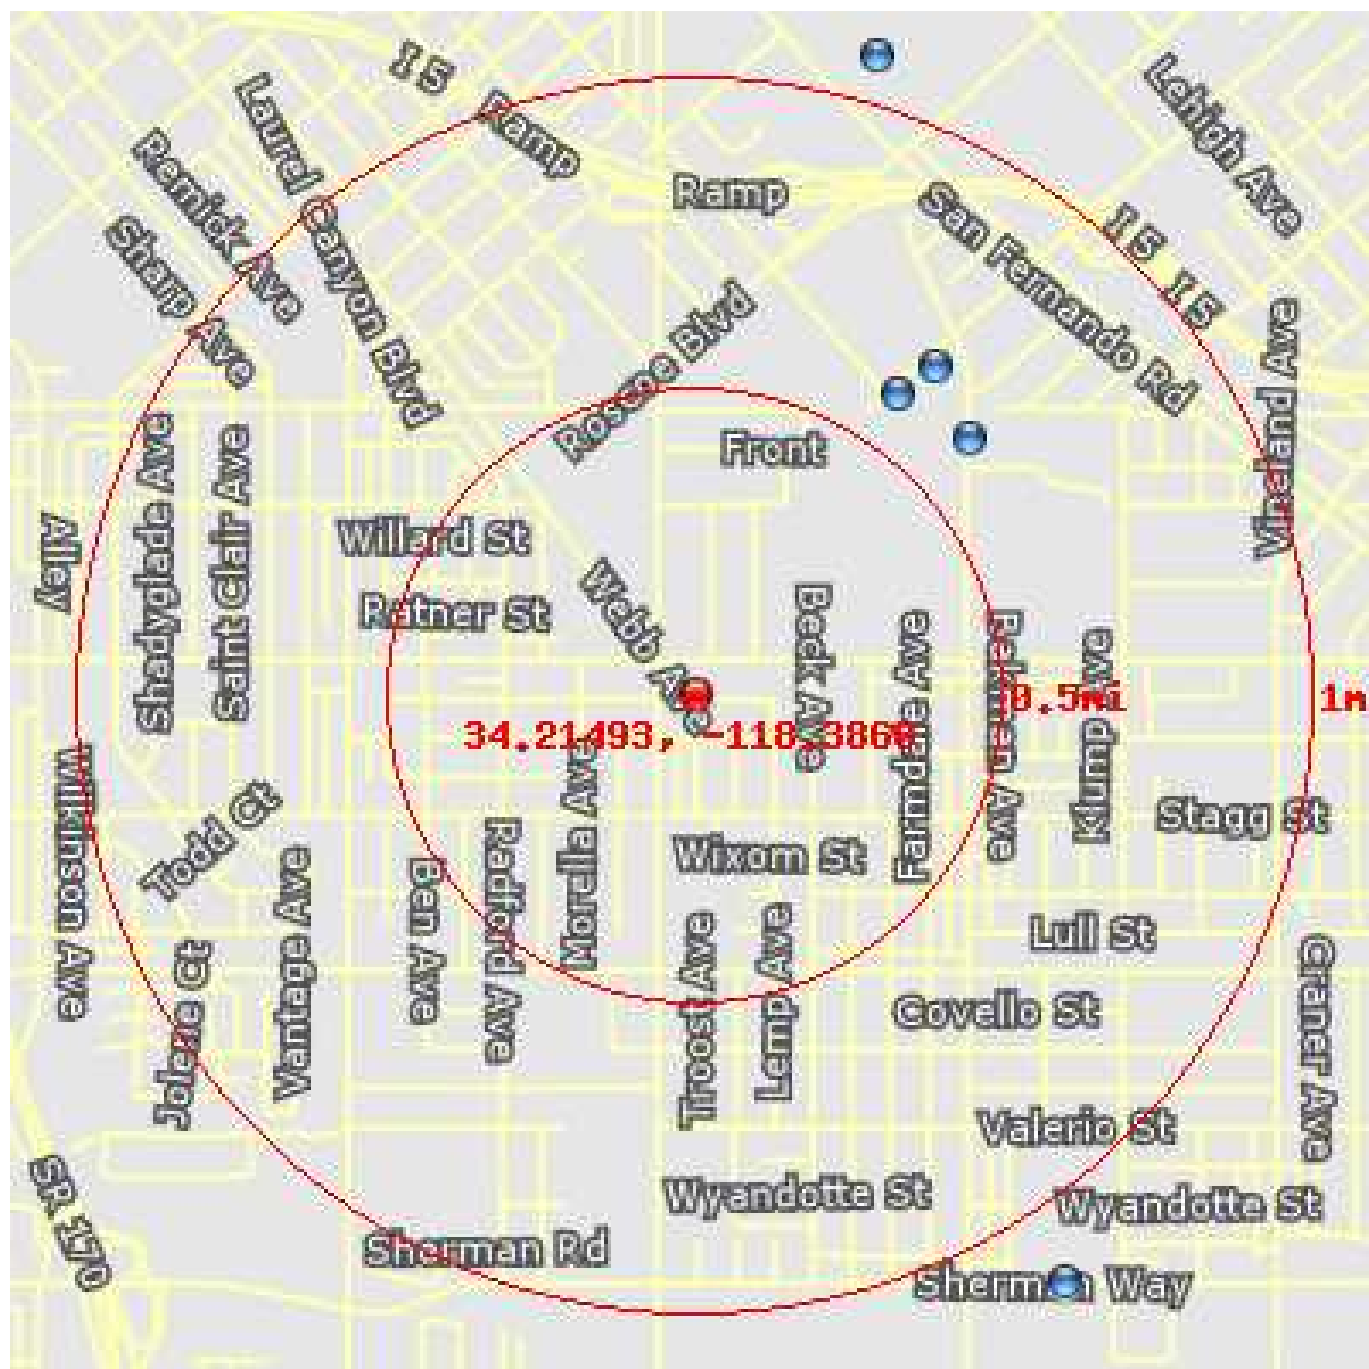 I 5
Ramp
Lehigh Ave
Laurel Canyon Blvd
Remick Ave
Ramp
San Fernando Rd
I 5
I 5
Sharp Ave
Roscoe Blvd
Vineland Ave
Shadyglade Ave
Saint Clair Ave
Front
Alley
Willard St
Ratner St
Webb Ave
Beck Ave
Farmdale Ave
Klump Ave
0.5mi
1m
34.21493, -118.386
Wilkinson Ave
Todd Ct
Stagg St
Morella Ave
Radford Ave
Ben Ave
Wixom St
Vantage Ave
Lull St
Jolene Ct
Troost Ave
Lemp Ave
Covello St
Craner Ave
Valerio St
SR 170
Wyandotte St
Wyandotte St
Sherman Rd
Sherman Way